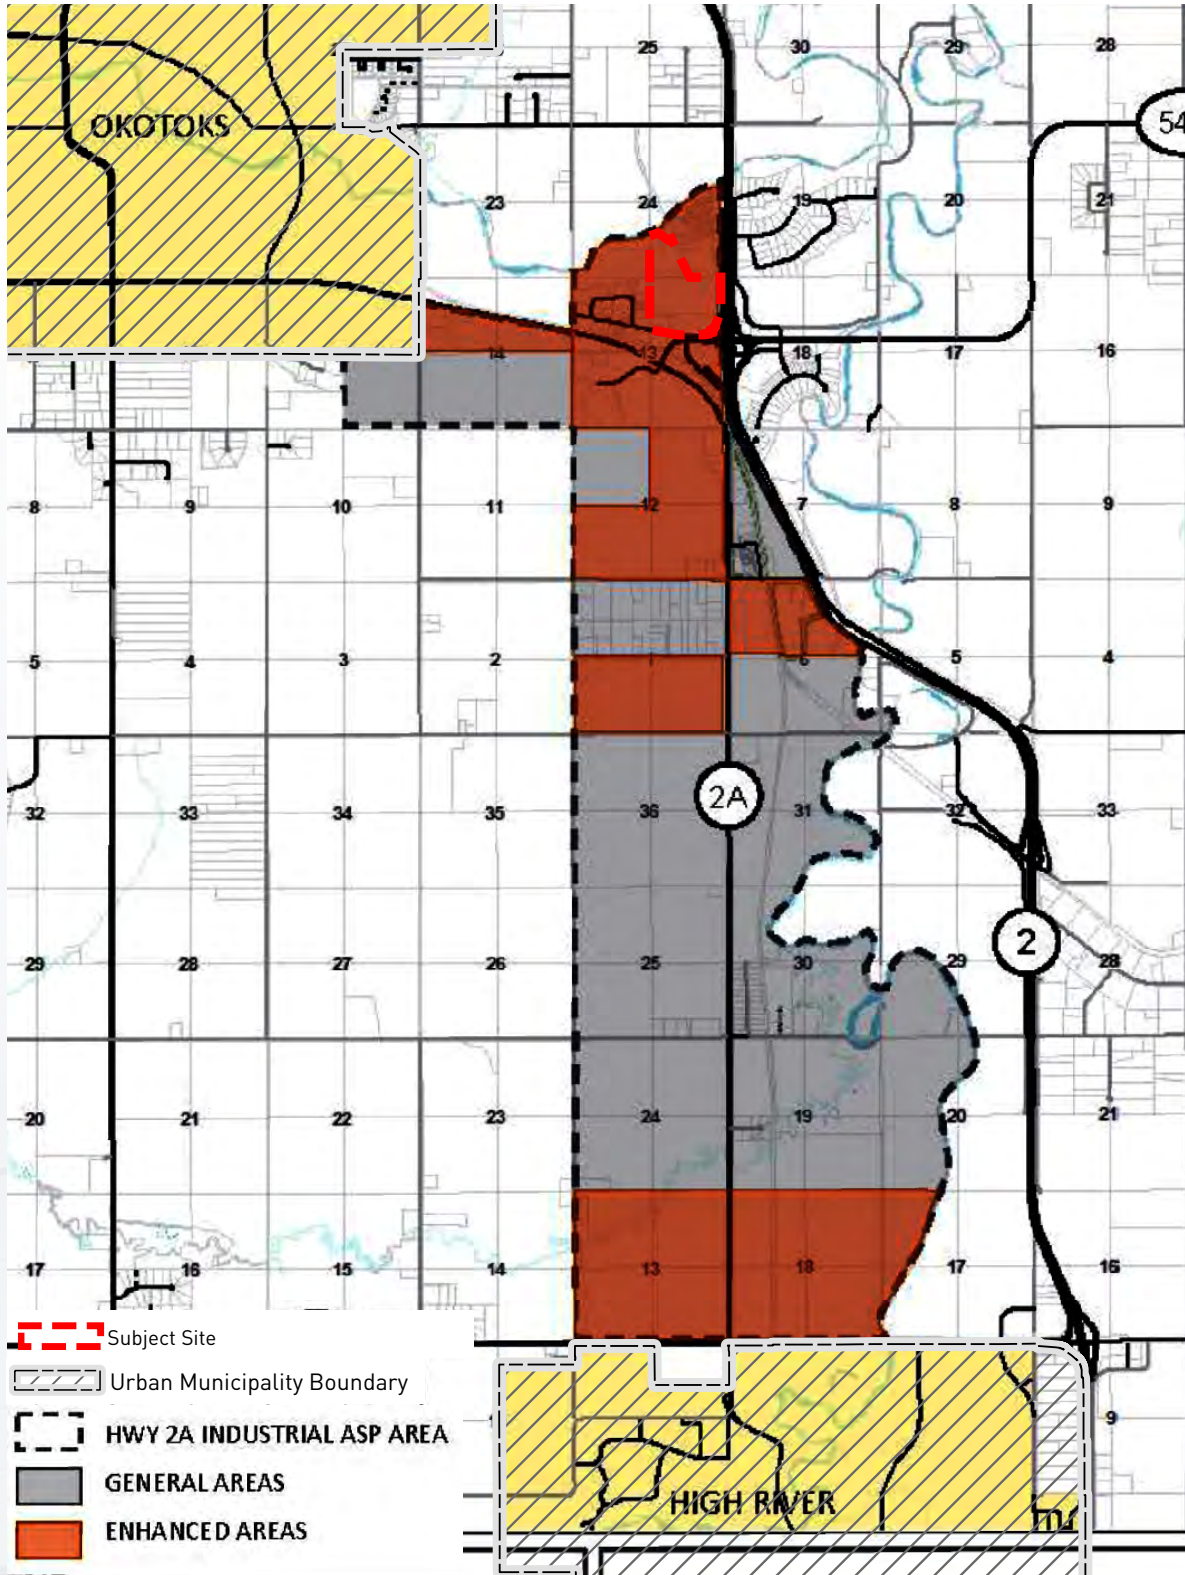 25 30 29 28
54
OKOTOKS
23 24 19 20 21
14 13 18 17 16
8 9 10 11 12 7 8 9
5 4 3 2 1 6 5 4
2A
32 33 34 35 36 31 32 33
2
29 28 27 26 25 30 29 28
20 21 22 23 24 19 20 21
17 16 15 14 13 18 17 16
Subject Site
Urban Municipality Boundary
HWY 2A INDUSTRIAL ASP AREA
9
GENERAL AREAS
HIGH RIVER
ENHANCED AREAS